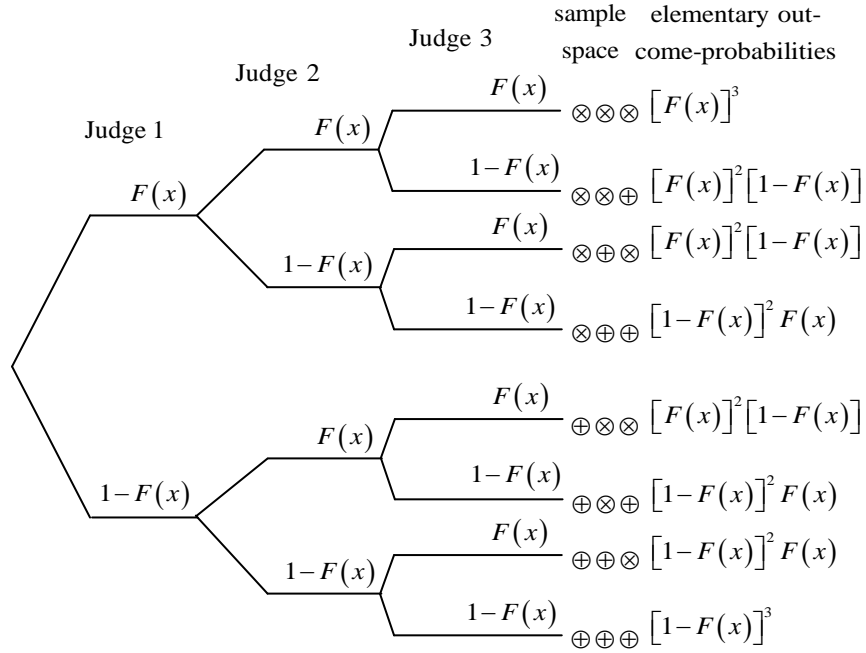 sample elementary out-
Judge 3 space come-probabilities
Judge 2
Judge 1
F(x) ⊗⊗⊗ [F(x)]³
F(x)
1−F(x) ⊗⊗⊕ [F(x)]²[1−F(x)]
F(x)
F(x) ⊗⊕⊗ [F(x)]²[1−F(x)]
1−F(x)
1−F(x) ⊗⊕⊕ [1−F(x)]² F(x)
F(x) ⊕⊗⊗ [F(x)]²[1−F(x)]
F(x)
1−F(x) ⊕⊗⊕ [1−F(x)]² F(x)
1−F(x)
F(x) ⊕⊕⊗ [1−F(x)]² F(x)
1−F(x)
1−F(x) ⊕⊕⊕ [1−F(x)]³